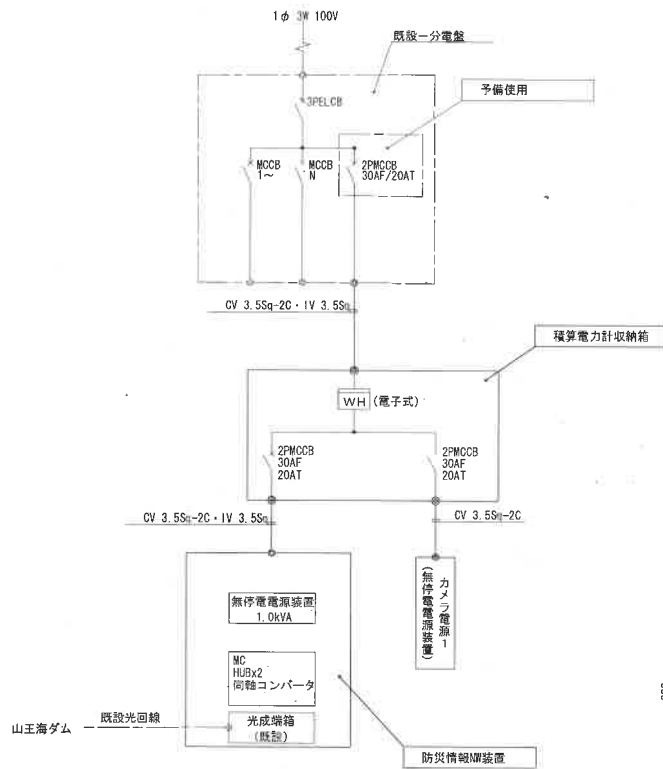 1φ 3W 100V
既設一分電盤
予備使用
3PELCB
MCCB
1～
MCCB
N
2PMCCB
30AF/20AT
CV 3.5Sq-2C・IV 3.5Sq
積算電力計収納箱
WH (電子式)
2PMCCB
30AF
20AT
2PMCCB
30AF
20AT
CV 3.5Sq-2C・IV 3.5Sq
CV 3.5Sq-2C
カメラ電源1
(無停電電源装置)
無停電電源装置
1.0kVA
MC
HUBx2
同軸コンバータ
山王海ダム
既設光回線
光成端箱
(既設)
防災情報NW装置